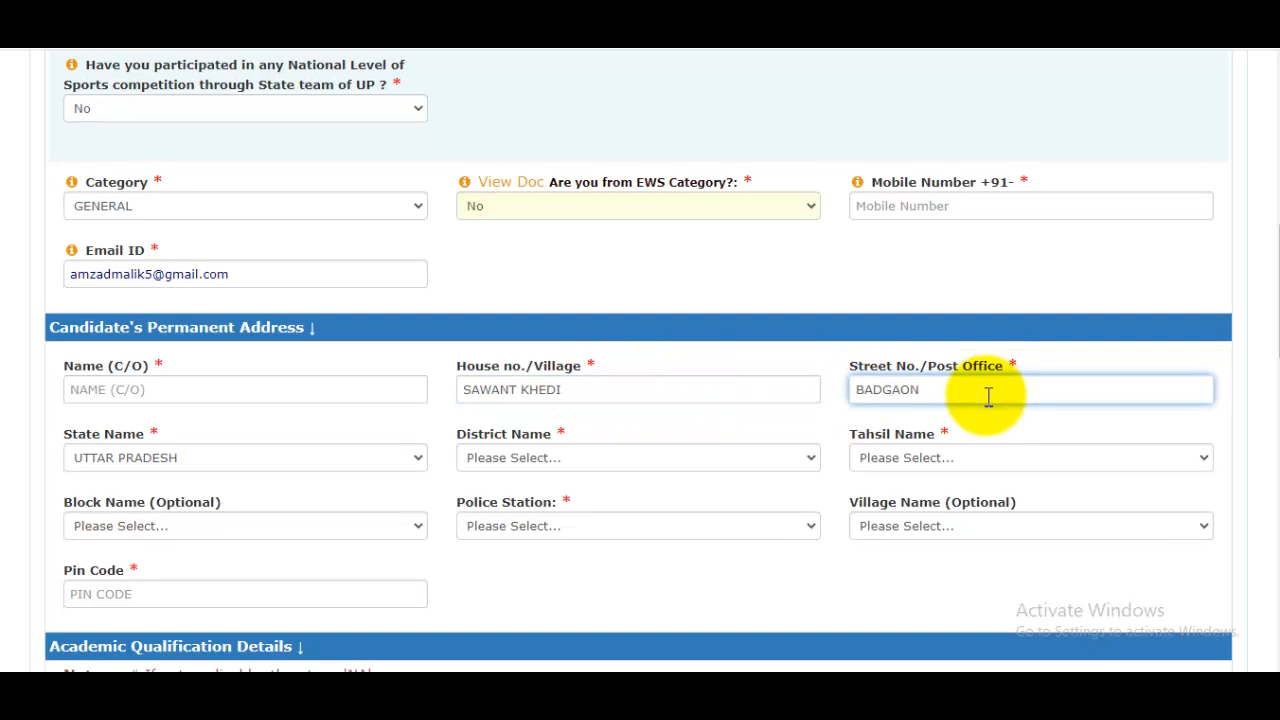 Have you participated in any National Level of
Sports competition through State team of UP ? *
No
Category *
View Doc Are you from EWS Category?: *
Mobile Number +91- *
GENERAL
No
Mobile Number
Email ID *
amzadmalik5@gmail.com
Candidate's Permanent Address ↓
Name (C/O) *
House no./Village *
Street No./Post Office *
NAME (C/O)
SAWANT KHEDI
BADGAON
State Name *
District Name *
Tahsil Name *
UTTAR PRADESH
Please Select...
Please Select...
Block Name (Optional)
Police Station: *
Village Name (Optional)
Please Select...
Please Select...
Please Select...
Pin Code *
PIN CODE
Activate Windows
Go to Settings to activate Windows.
Academic Qualification Details ↓